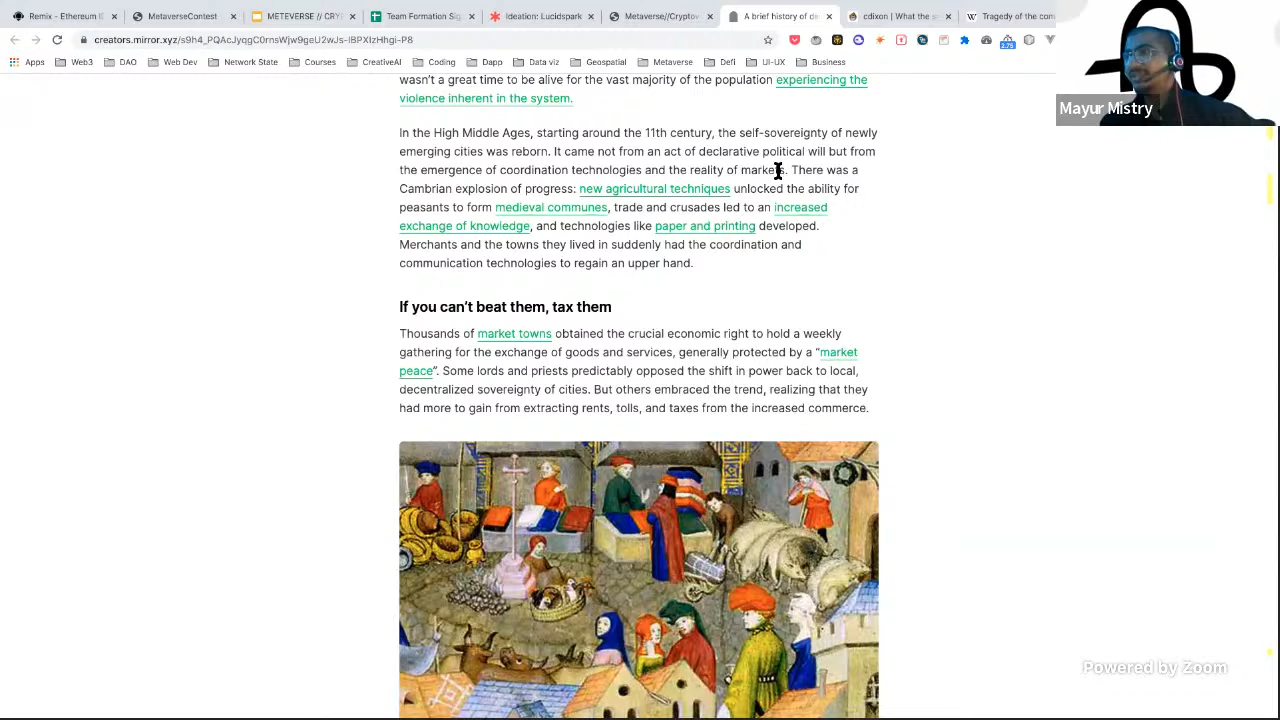 Remix - Ethereum I
MetaverseContest
METEVERSE // CRY
Team Formation Si
Ideation: Lucidspark
Metaverse//Cryptov
A brief history of de
cdixon | What the se
Tragedy of the com
creators.mirror.xyz/s9h4_PQAcJyqgC0rnsWjw9geU2wJs-IBPXIzHhgi-P8
2.75
Apps
Web3
DAO
Web Dev
Network State
Courses
CreativeAI
Coding
Dapp
Data viz
Geospatial
Metaverse
Defi
UI-UX
Business
Mayur Mistry
wasn't a great time to be alive for the vast majority of the population experiencing the
violence inherent in the system.
In the High Middle Ages, starting around the 11th century, the self-sovereignty of newly
emerging cities was reborn. It came not from an act of declarative political will but from
the emergence of coordination technologies and the reality of markets. There was a
Cambrian explosion of progress: new agricultural techniques unlocked the ability for
peasants to form medieval communes, trade and crusades led to an increased
exchange of knowledge, and technologies like paper and printing developed.
Merchants and the towns they lived in suddenly had the coordination and
communication technologies to regain an upper hand.
If you can't beat them, tax them
Thousands of market towns obtained the crucial economic right to hold a weekly
gathering for the exchange of goods and services, generally protected by a “market
peace”. Some lords and priests predictably opposed the shift in power back to local,
decentralized sovereignty of cities. But others embraced the trend, realizing that they
had more to gain from extracting rents, tolls, and taxes from the increased commerce.
Powered by Zoom